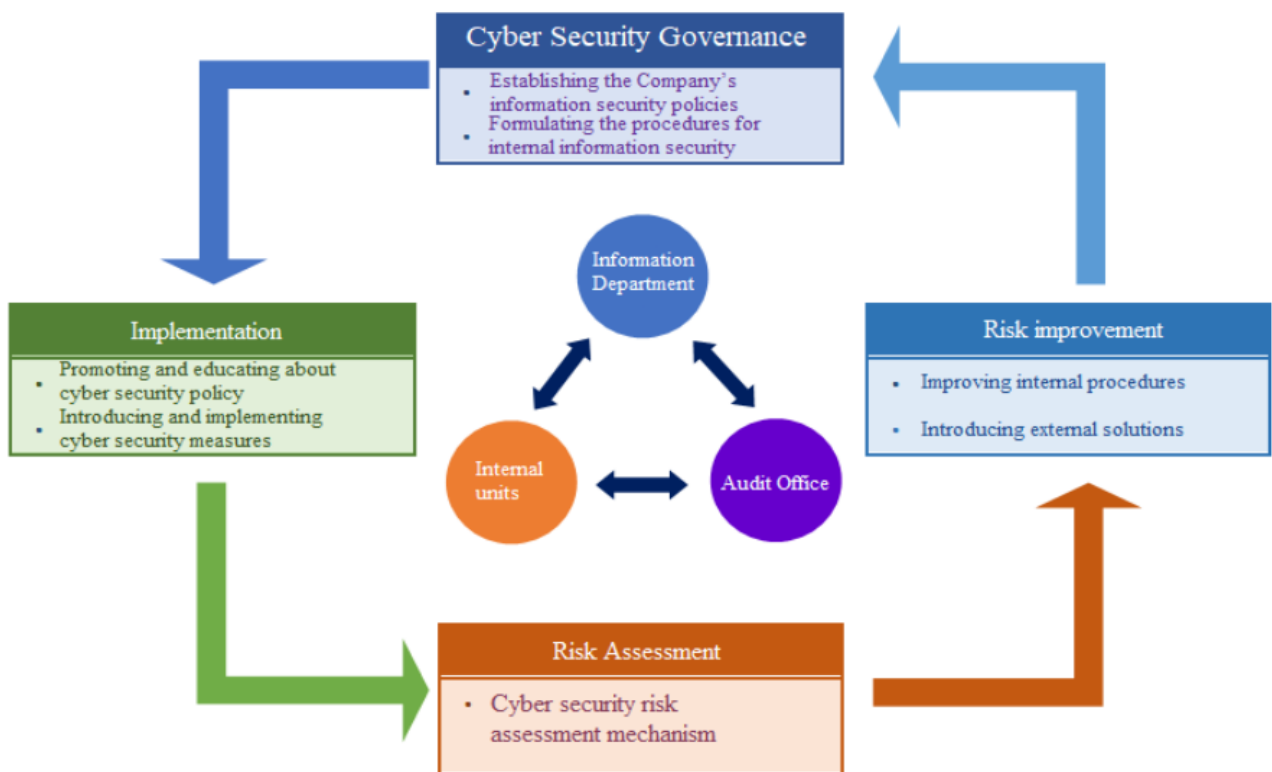 Cyber Security Governance
▪ Establishing the Company's
information security policies
▪ Formulating the procedures for
internal information security
Information
Department
Implementation
▪ Promoting and educating about
cyber security policy
▪ Introducing and implementing
cyber security measures
Risk improvement
▪ Improving internal procedures
▪ Introducing external solutions
Internal
units
Audit Office
Risk Assessment
▪ Cyber security risk
assessment mechanism